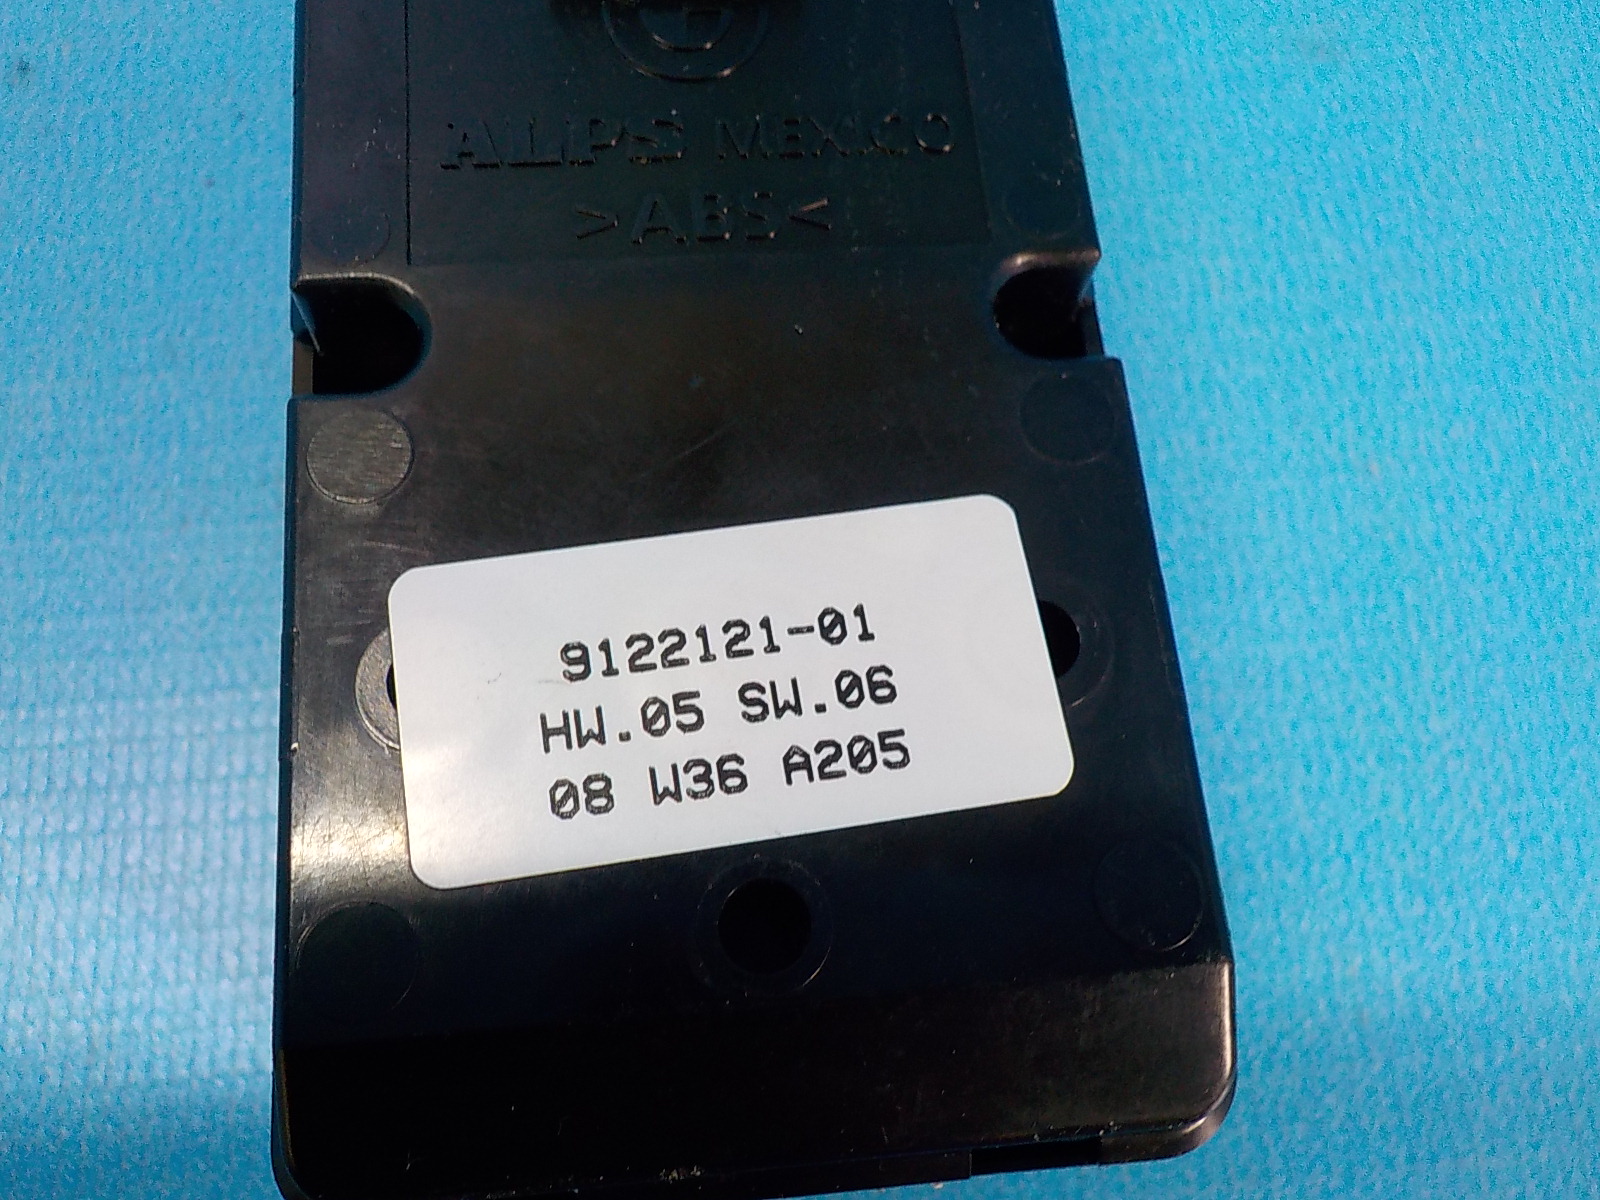 ALPS MEXICO
>ABS<
9122121-01
HW.05 SW.06
08 W36 A205